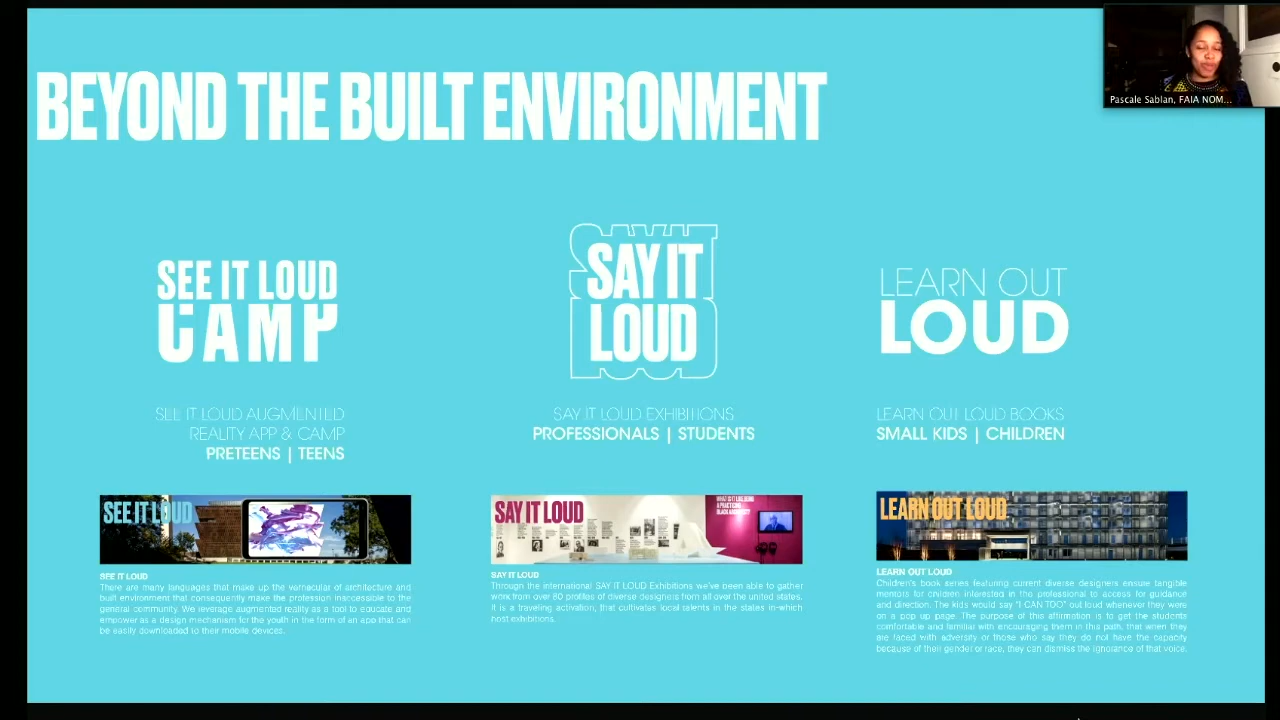 BEYOND THE BUILT ENVIRONMENT
Pascale Sablan, FAIA NOM...
SEE IT LOUD
CAMP
SEE IT LOUD AUGMENTED
REALITY APP & CAMP
PRETEENS | TEENS
SEE IT LOUD
SEE IT LOUD
There are many languages that make up the vernacular of architecture and
built environment that consequently make the profession inaccessible to the
general community. We leverage augmented reality as a tool to educate and
empower as a design mechanism for the youth in the form of an app that can
be easily downloaded to their mobile devices.
SAY IT
LOUD
SAY IT LOUD EXHIBITIONS
PROFESSIONALS | STUDENTS
SAY IT LOUD
WHAT IS IT LIKE BEING
A PRACTICING
BLACK ARCHITECT?
SAY IT LOUD
Through the international SAY IT LOUD Exhibitions we've been able to gather
work from over 80 profiles of diverse designers from all over the united states.
It is a traveling activation, that cultivates local talents in the states in-which
host exhibitions.
LEARN OUT
LOUD
LEARN OUT LOUD BOOKS
SMALL KIDS | CHILDREN
LEARN OUT LOUD
LEARN OUT LOUD
Children's book series featuring current diverse designers ensure tangible
mentors for children interested in the professional to access for guidance
and direction. The kids would say "I CAN TOO" out loud whenever they were
on a pop up page. The purpose of this affirmation is to get the students
comfortable and familiar with encouraging them in this path, that when they
are faced with adversity or those who say they do not have the capacity
because of their gender or race, they can dismiss the ignorance of that voice.